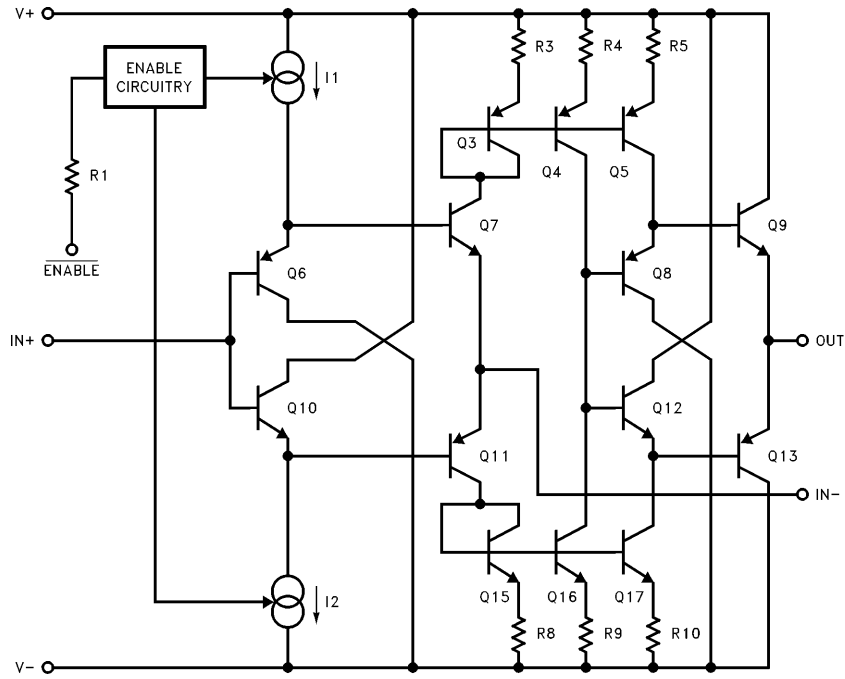 V+
ENABLE
CIRCUITRY
I1
R3
R4
R5
R1
Q3
Q4
Q5
Q7
Q9
ENABLE
Q6
Q8
IN+
OUT
Q10
Q12
Q11
Q13
IN-
I2
Q15
Q16
Q17
R8
R9
R10
V-